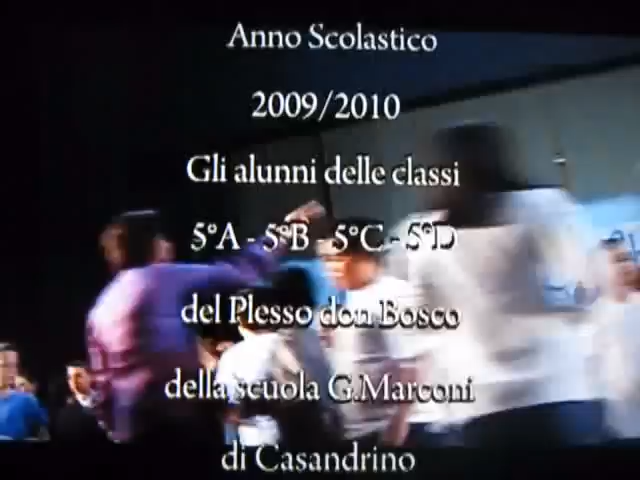 Anno Scolastico
2009/2010
Gli alunni delle classi
5°A - 5°B - 5°C - 5°D
del Plesso don Bosco
della scuola G.Marconi
di Casandrino